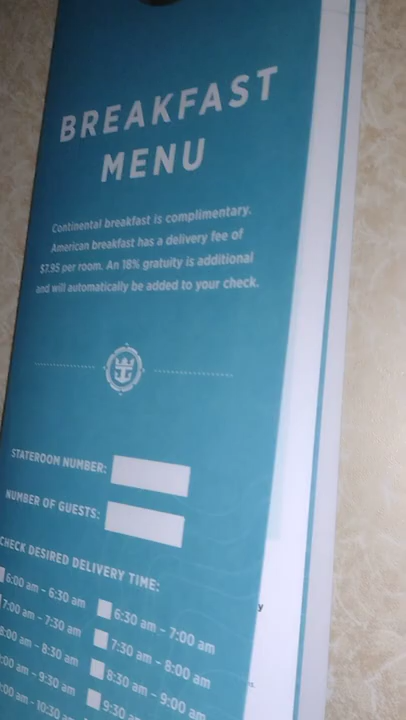 BREAKFAST
MENU
Continental breakfast is complimentary.
American breakfast has a delivery fee of
$7.95 per room. An 18% gratuity is additional
and will automatically be added to your check.
STATEROOM NUMBER:
NUMBER OF GUESTS:
CHECK DESIRED DELIVERY TIME:
6:00 am – 6:30 am
6:30 am – 7:00 am
7:00 am – 7:30 am
7:30 am – 8:00 am
8:00 am – 8:30 am
8:30 am – 9:00 am
:00 am – 9:30 am
9:30 am
:00 am – 10:30 am